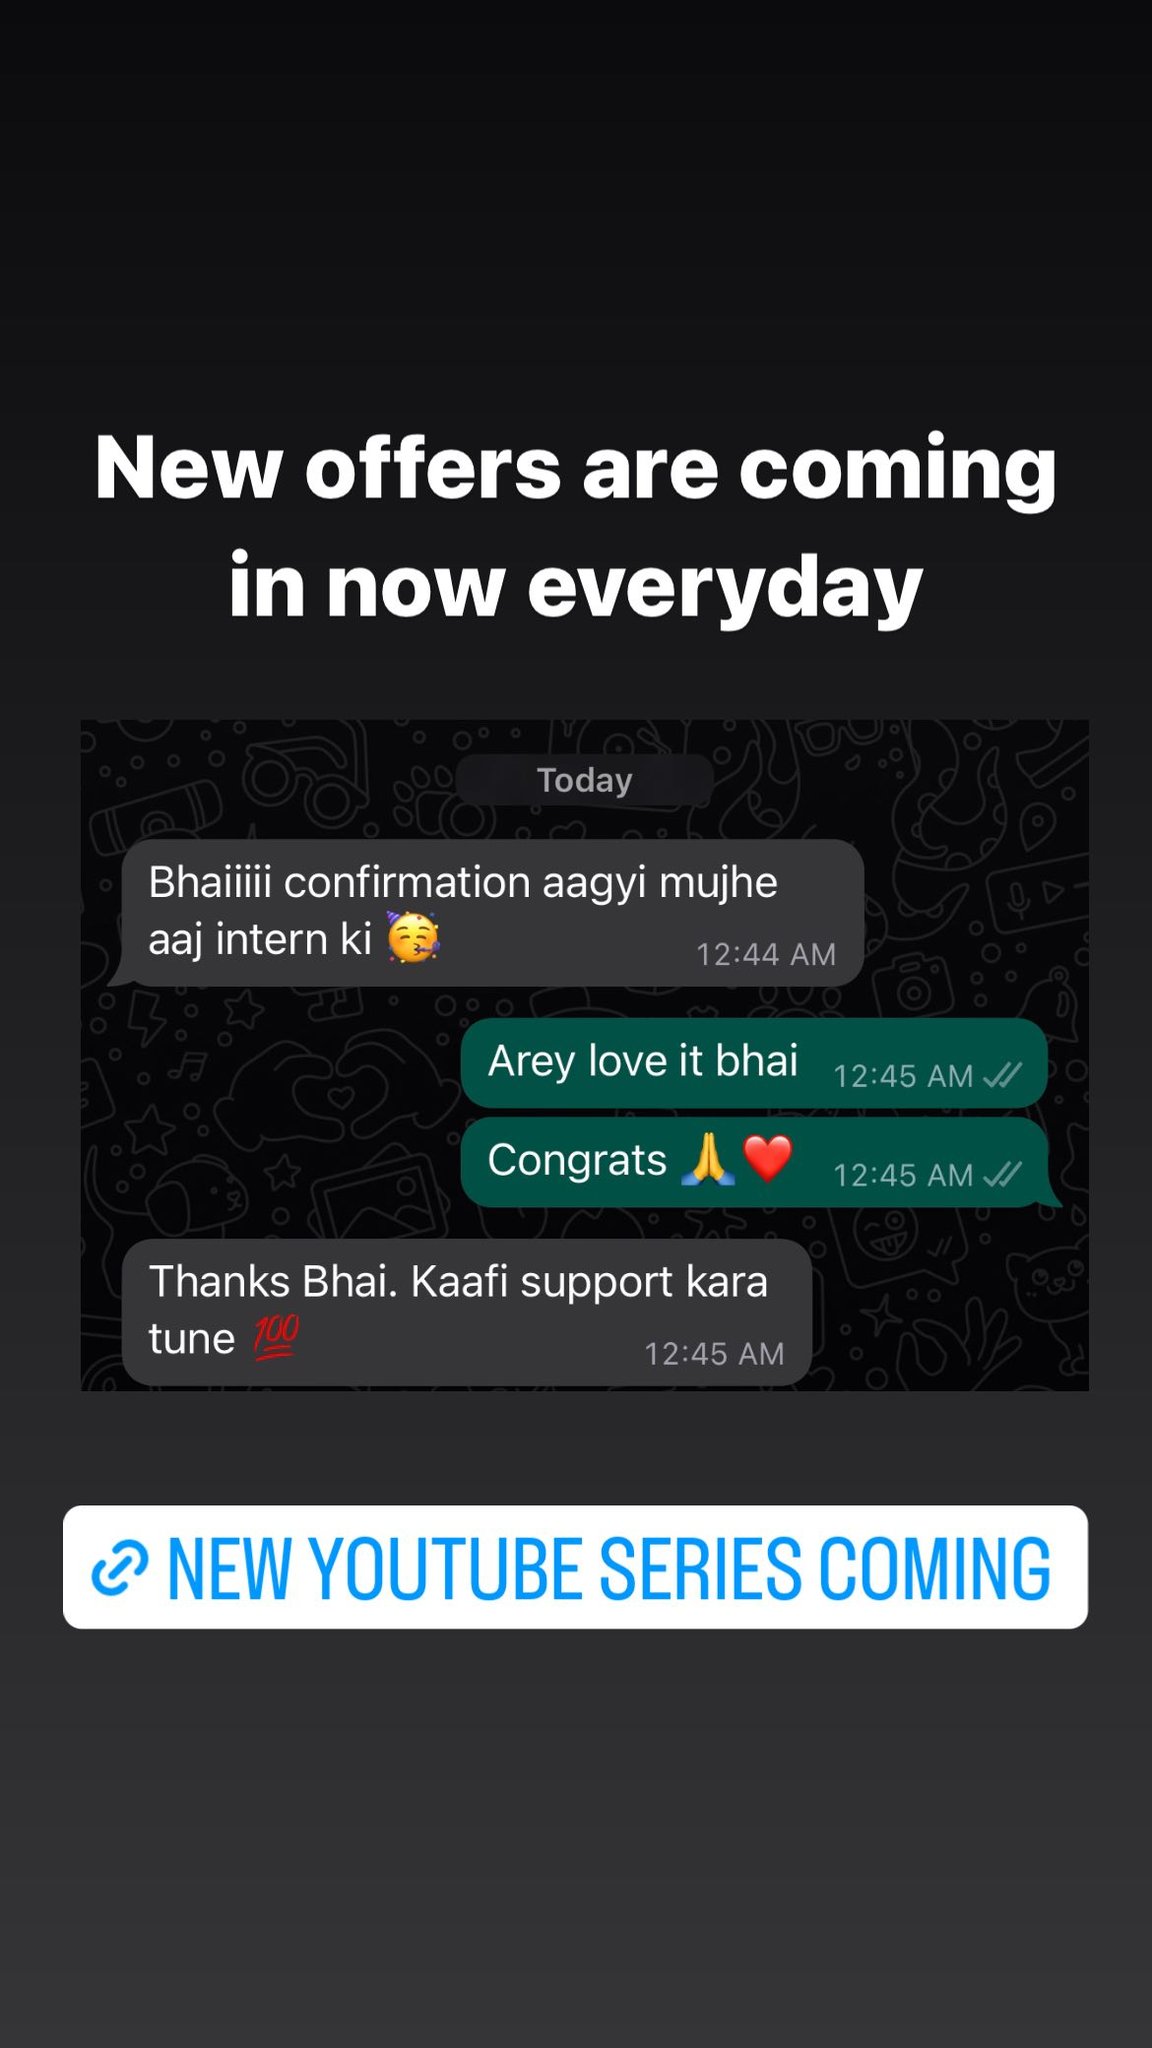 New offers are coming
in now everyday
Today
Bhaiiiii confirmation aagyi mujhe
aaj intern ki 🥳
12:44 AM
Arey love it bhai
12:45 AM
Congrats 🙏❤️
12:45 AM
Thanks Bhai. Kaafi support kara
tune 💯
12:45 AM
NEW YOUTUBE SERIES COMING